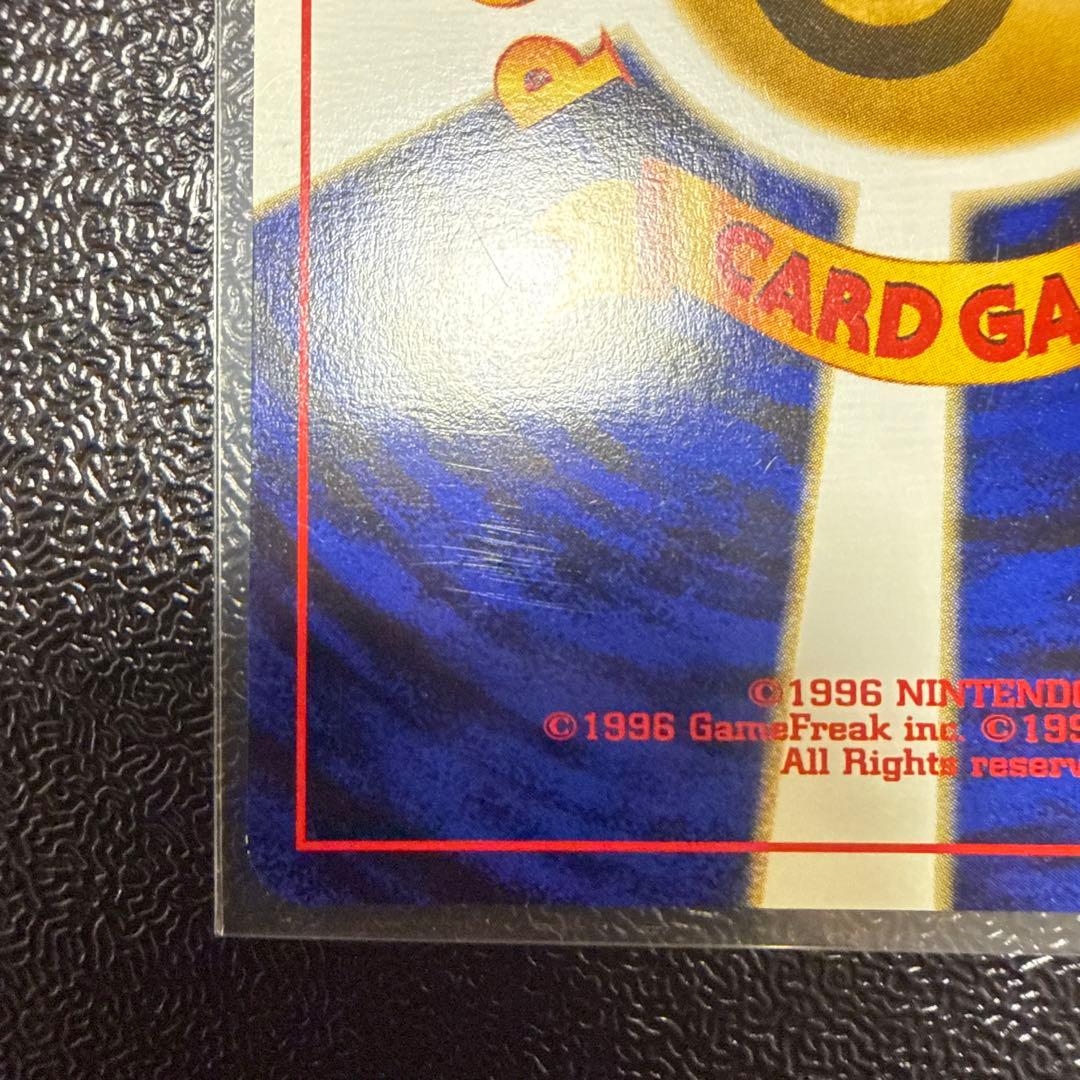 P
CARD GA
©1996 NINTENDO
©1996 GameFreak inc. ©199
All Rights reserv